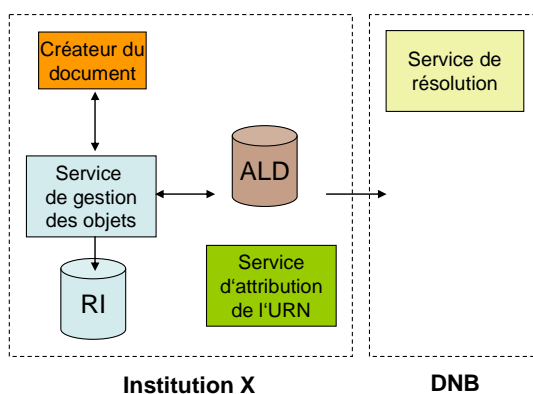 Créateur du
document
Service de
résolution
Service
de gestion
des objets
ALD
RI
Service
d‘attribution
de l‘URN
Institution X
DNB